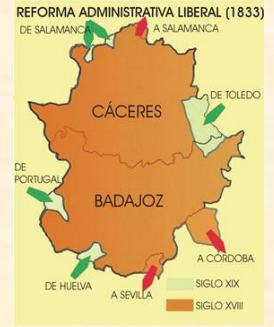 REFORMA ADMINISTRATIVA LIBERAL (1833)
DE SALAMANCA
A SALAMANCA
CÁCERES
DE TOLEDO
DE
PORTUGAL
BADAJOZ
A CÓRDOBA
DE HUELVA
A SEVILLA
SIGLO XIX
SIGLO XVIII